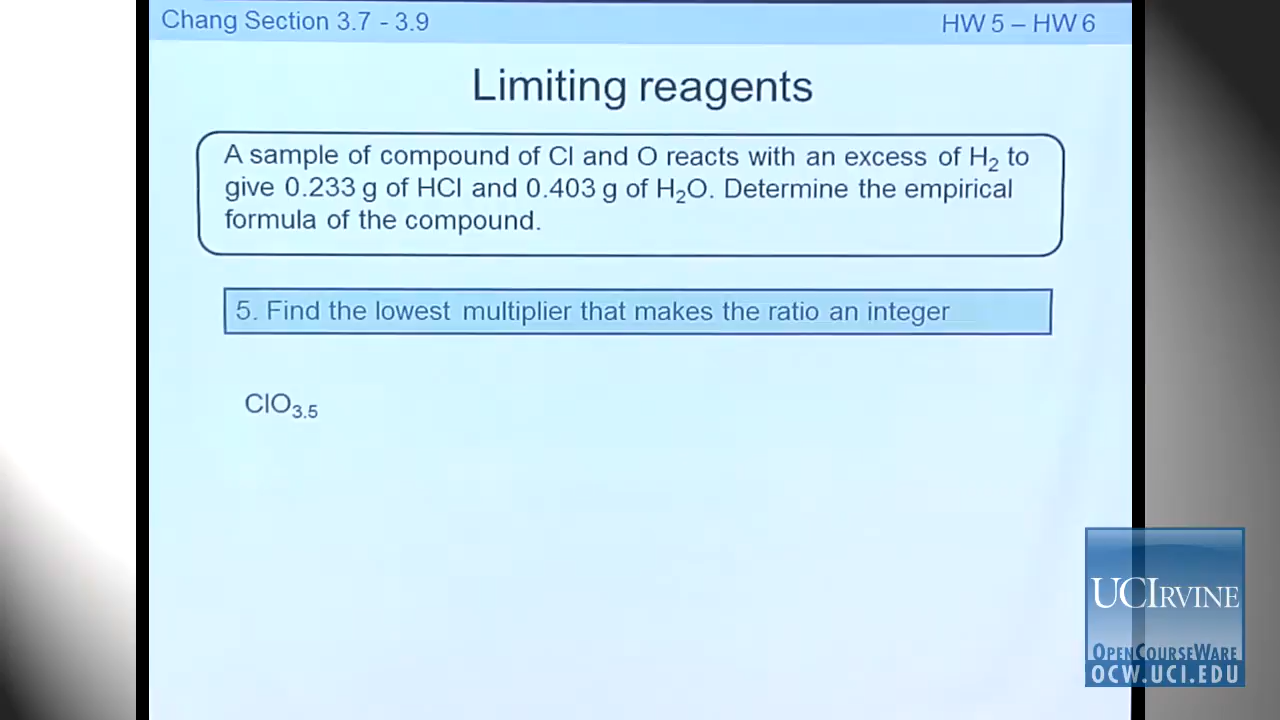 Chang Section 3.7 - 3.9
HW 5 – HW 6
Limiting reagents
A sample of compound of Cl and O reacts with an excess of H₂ to
give 0.233 g of HCl and 0.403 g of H₂O. Determine the empirical
formula of the compound.
5. Find the lowest multiplier that makes the ratio an integer
ClO₃.₅
UCIRVINE
OPENCOURSEWARE
OCW.UCI.EDU